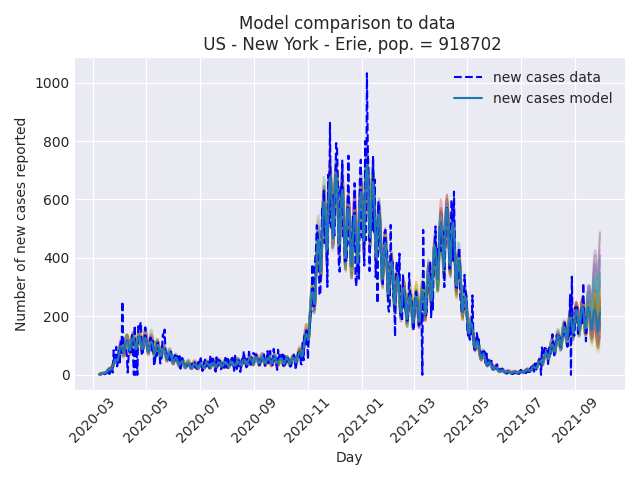 Model comparison to data
US - New York - Erie, pop. = 918702
Number of new cases reported
1000
800
600
400
200
0
new cases data
new cases model
2020-03
2020-05
2020-07
2020-09
2020-11
2021-01
2021-03
2021-05
2021-07
2021-09
Day